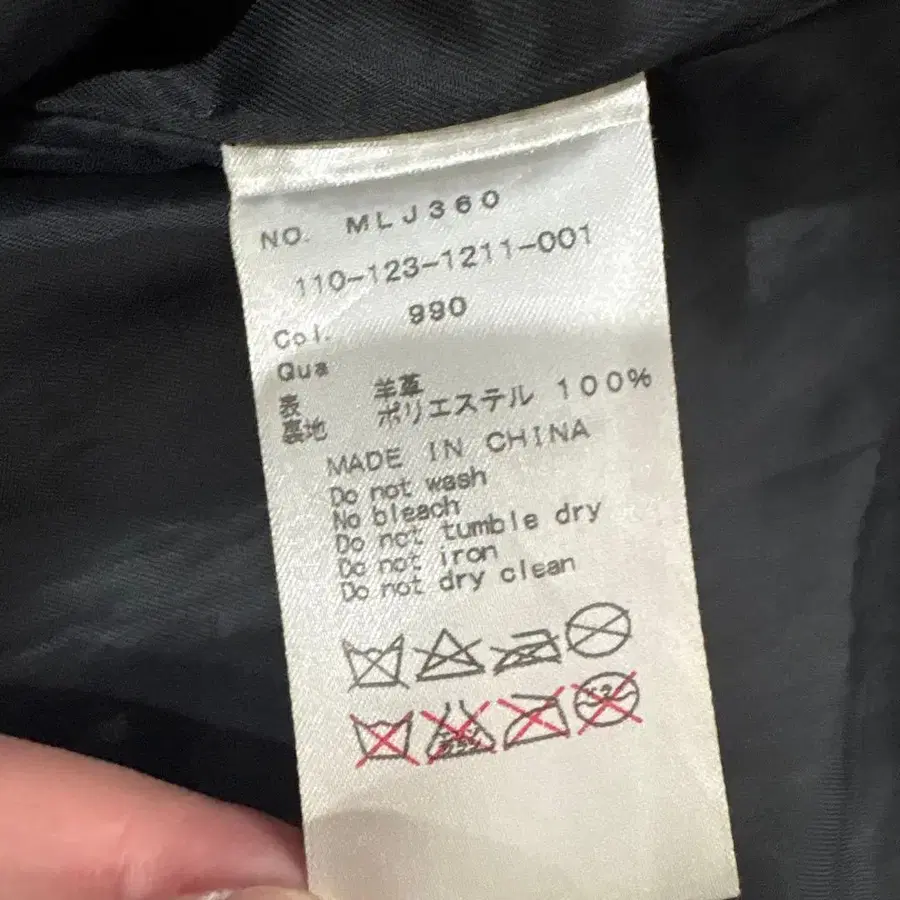 NO. MLJ360
110-123-1211-001
Col. 990
Qua
表 羊革
裏地 ポリエステル 100%
MADE IN CHINA
Do not wash
No bleach
Do not tumble dry
Do not iron
Do not dry clean